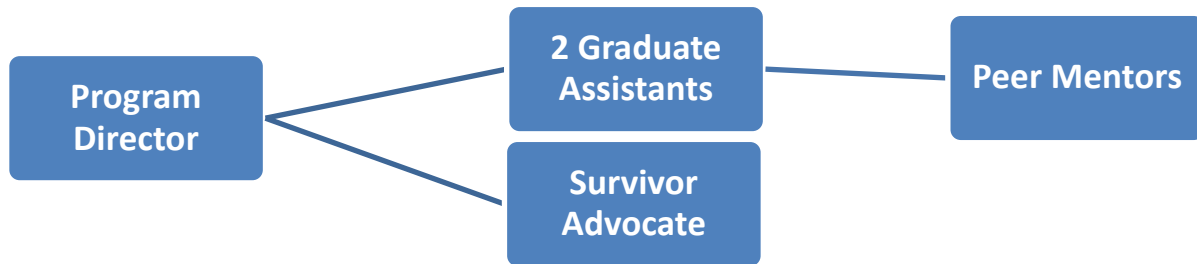 Program
Director
2 Graduate
Assistants
Survivor
Advocate
Peer Mentors